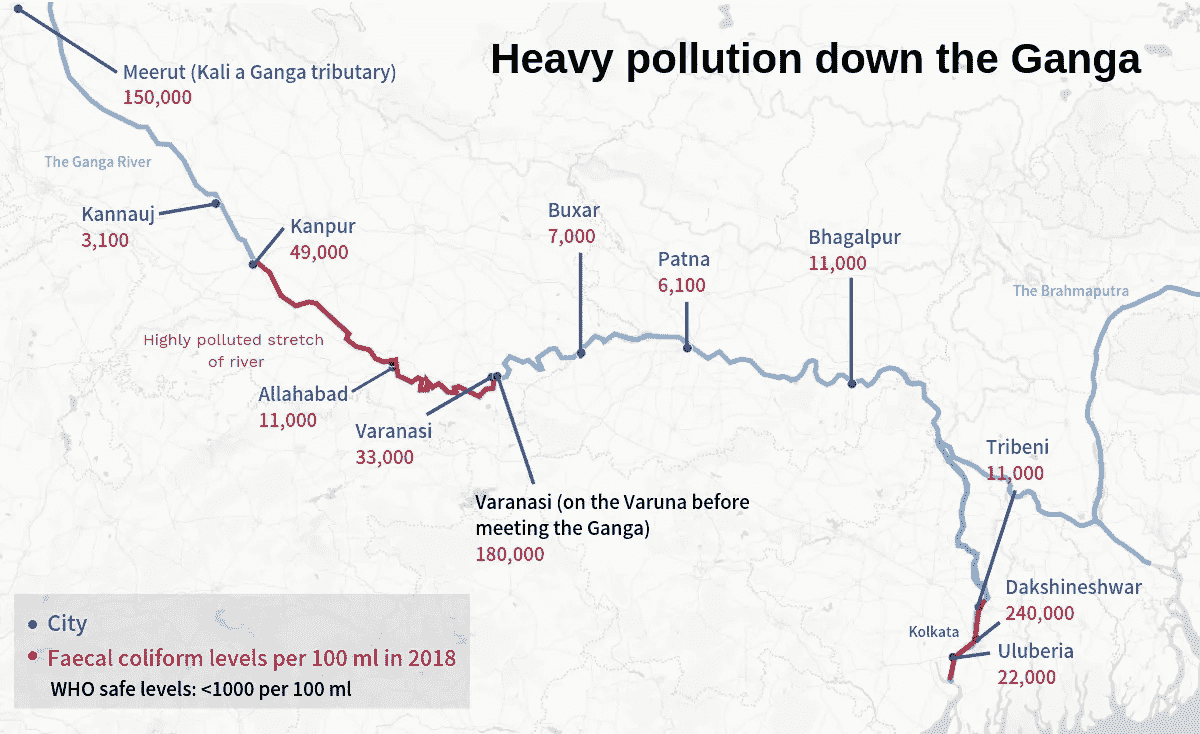 Heavy pollution down the Ganga
Meerut (Kali a Ganga tributary)
150,000
The Ganga River
Kannauj
3,100
Kanpur
49,000
Buxar
7,000
Patna
6,100
Bhagalpur
11,000
The Brahmaputra
Highly polluted stretch
of river
Allahabad
11,000
Varanasi
33,000
Varanasi (on the Varuna before
meeting the Ganga)
180,000
Tribeni
11,000
Dakshineshwar
240,000
Kolkata
Uluberia
22,000
City
Faecal coliform levels per 100 ml in 2018
WHO safe levels: <1000 per 100 ml